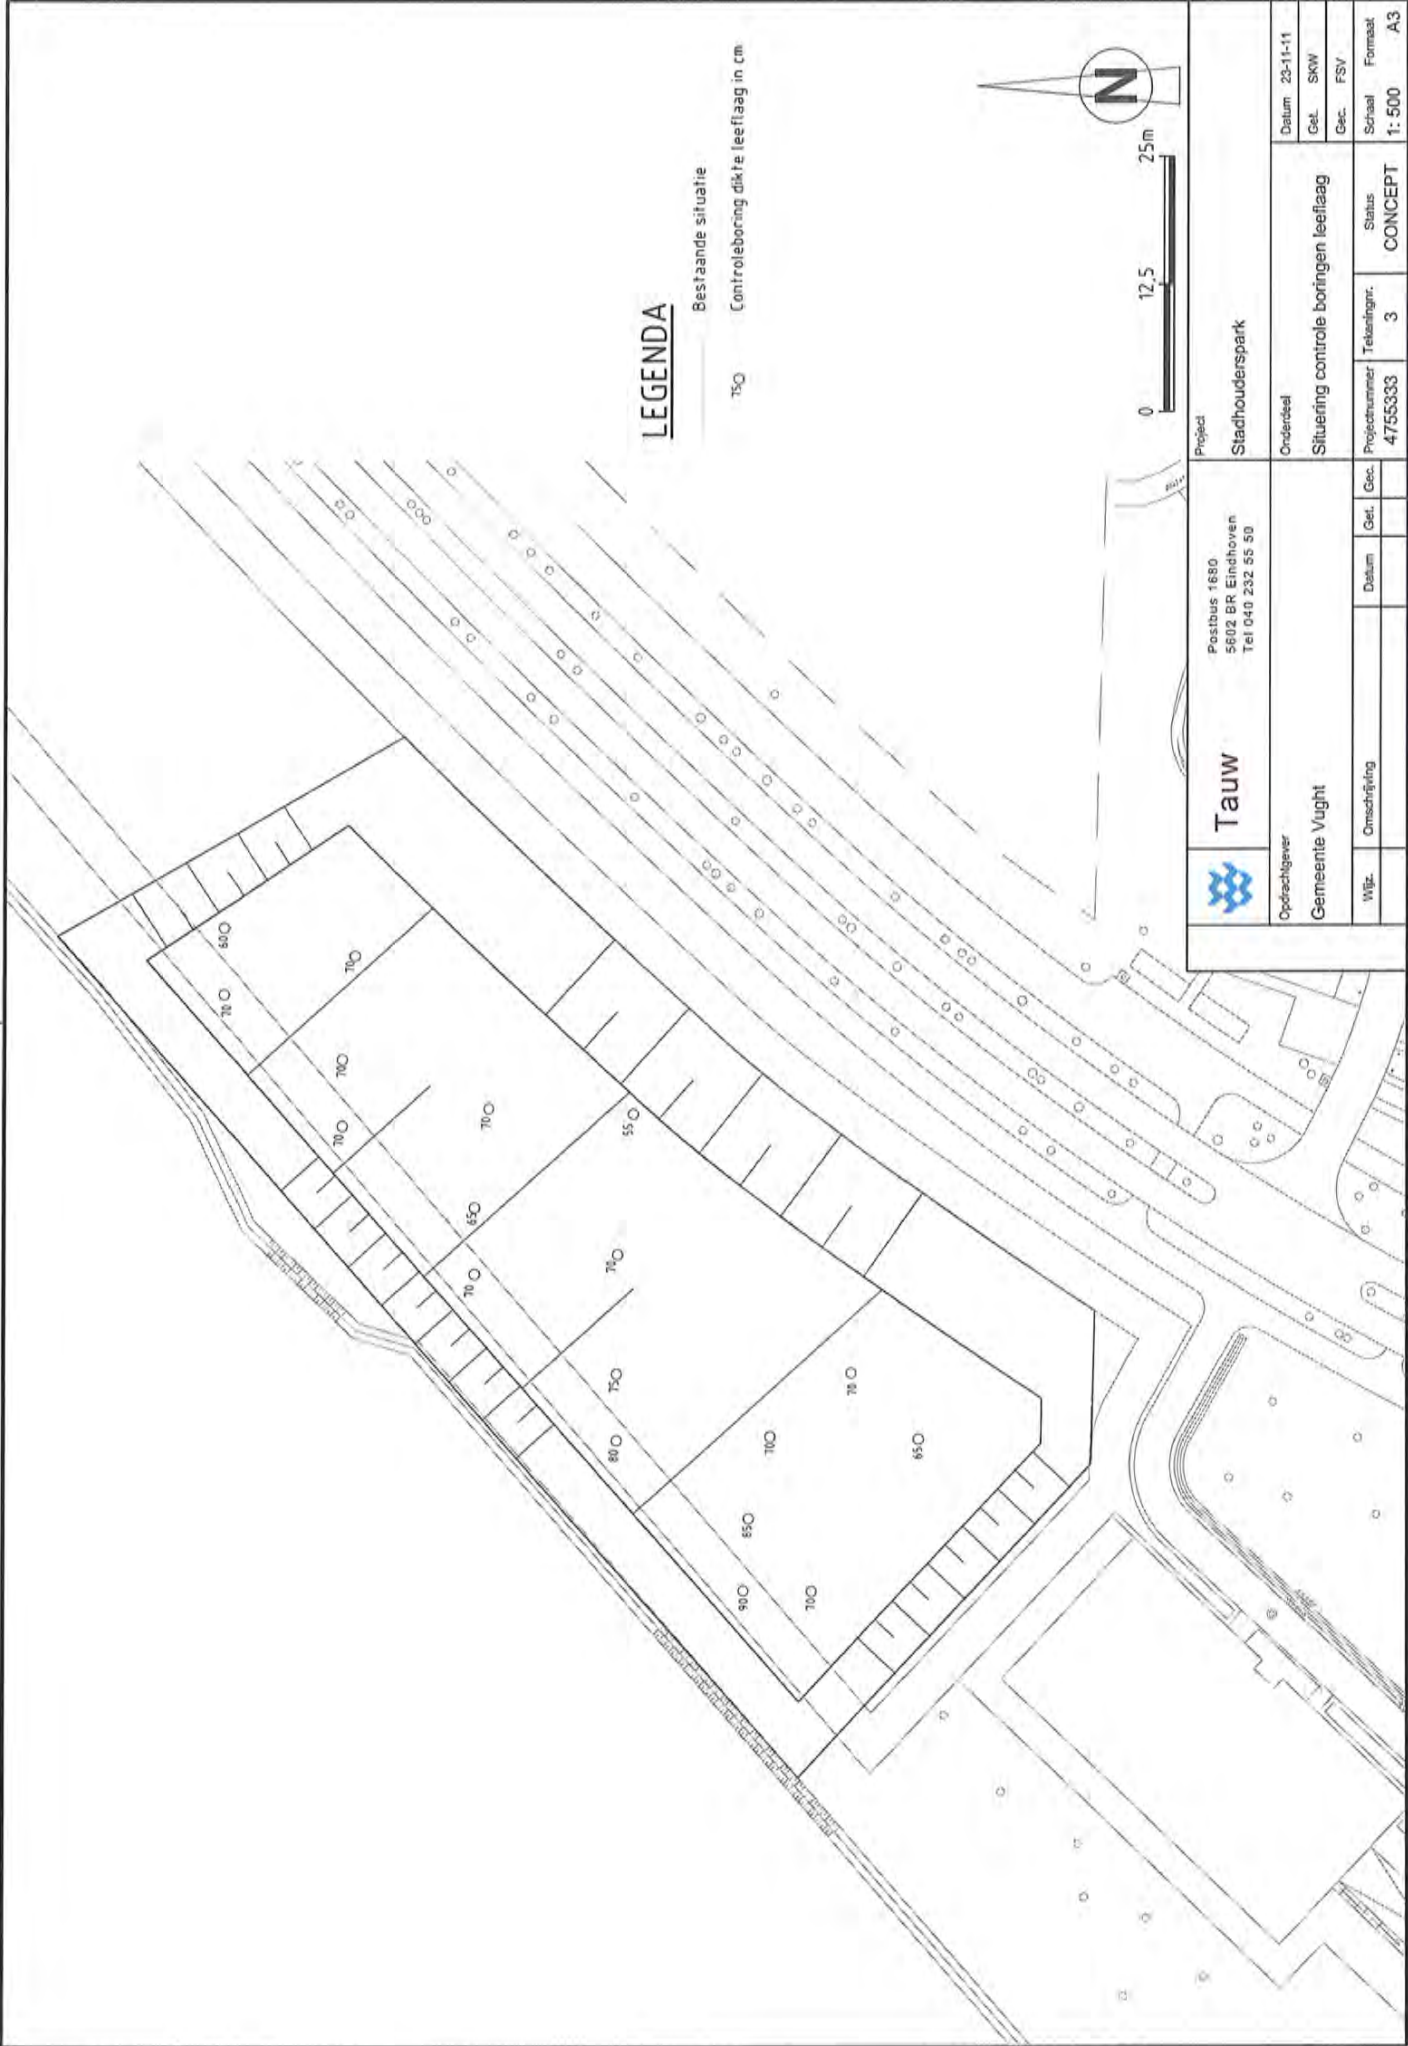 LEGENDA
Bestaande situatie
75 Controleboring dikte leeflaag in cm
60
70
70
70
70
70
55
65
70
70
75
80
70
70
65
65
90
70
0 12,5 25m
N
Tauw
Postbus 1680
5602 BR Eindhoven
Tel 040 232 55 50
Project
Stadhouderspark
Opdrachtgever
Gemeente Vught
Onderdeel
Situering controle boringen leeflaag
Datum 23-11-11
Get. SKW
Gec. FSV
Wijz. Omschrijving Datum Get. Gec.
Projectnummer Tekeningnr. Status Schaal Formaat
4755333 3 CONCEPT 1: 500 A3